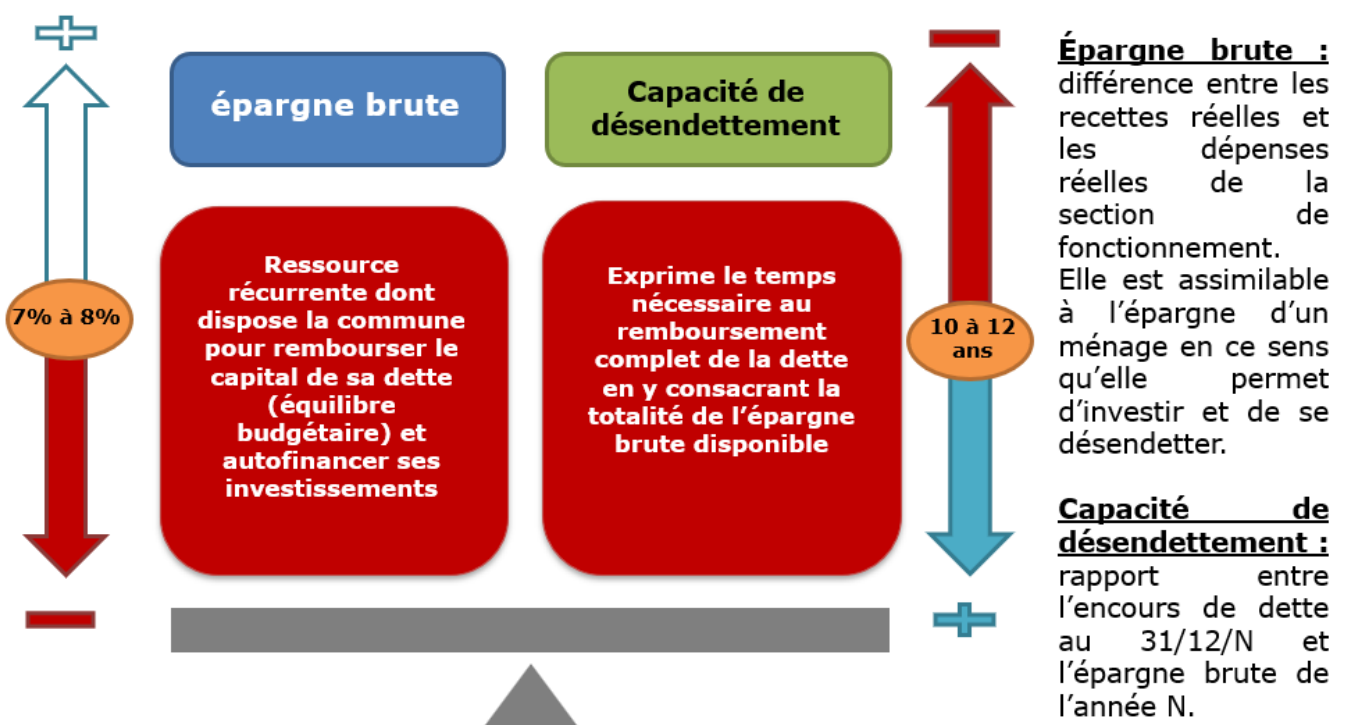 épargne brute
Capacité de
désendettement
7% à 8%
Ressource
récurrente dont
dispose la commune
pour rembourser le
capital de sa dette
(équilibre
budgétaire) et
autofinancer ses
investissements
Exprime le temps
nécessaire au
remboursement
complet de la dette
en y consacrant la
totalité de l’épargne
brute disponible
10 à 12
ans
Épargne brute :
différence entre les
recettes réelles et
les dépenses
réelles de la
section de
fonctionnement.
Elle est assimilable
à l’épargne d’un
ménage en ce sens
qu’elle permet
d’investir et de se
désendetter.
Capacité de
désendettement :
rapport entre
l’encours de dette
au 31/12/N et
l’épargne brute de
l’année N.